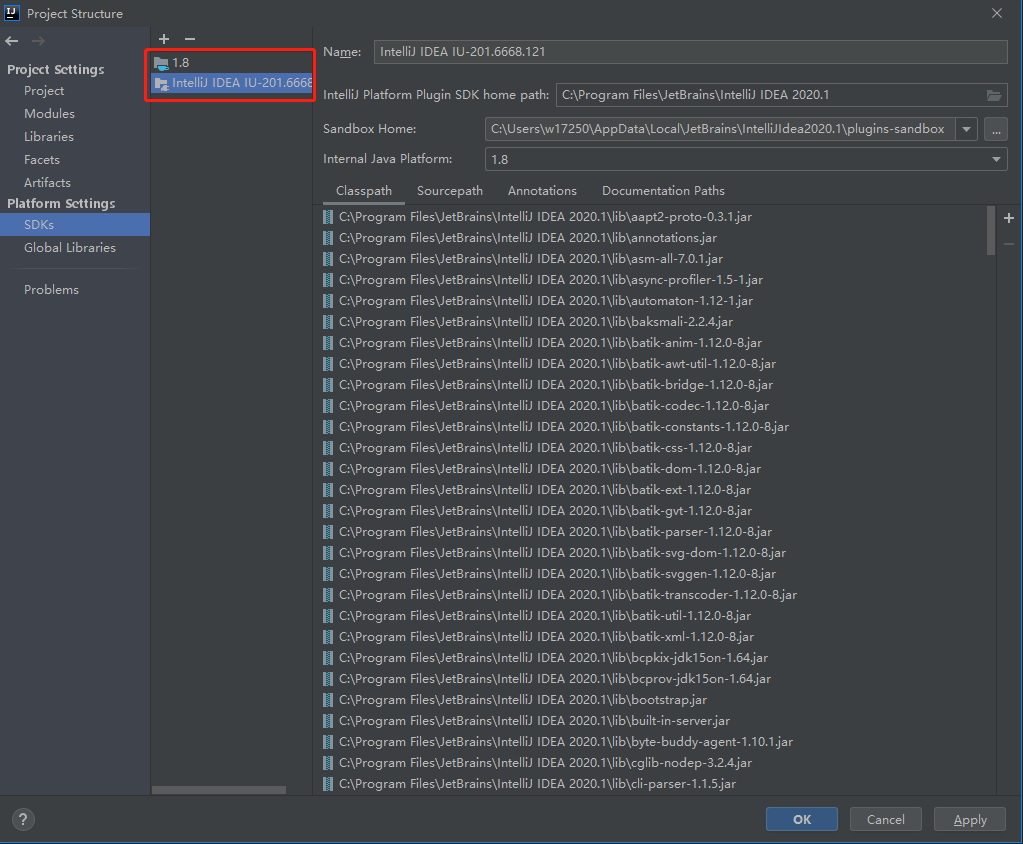 Project Structure
Project Settings
Project
Modules
Libraries
Facets
Artifacts
Platform Settings
SDKs
Global Libraries
Problems
1.8
IntelliJ IDEA IU-201.6668
Name: IntelliJ IDEA IU-201.6668.121
IntelliJ Platform Plugin SDK home path: C:\Program Files\JetBrains\IntelliJ IDEA 2020.1
Sandbox Home: C:\Users\w17250\AppData\Local\JetBrains\IntelliJIdea2020.1\plugins-sandbox ...
Internal Java Platform: 1.8
Classpath Sourcepath Annotations Documentation Paths
C:\Program Files\JetBrains\IntelliJ IDEA 2020.1\lib\aapt2-proto-0.3.1.jar
C:\Program Files\JetBrains\IntelliJ IDEA 2020.1\lib\annotations.jar
C:\Program Files\JetBrains\IntelliJ IDEA 2020.1\lib\asm-all-7.0.1.jar
C:\Program Files\JetBrains\IntelliJ IDEA 2020.1\lib\async-profiler-1.5-1.jar
C:\Program Files\JetBrains\IntelliJ IDEA 2020.1\lib\automaton-1.12-1.jar
C:\Program Files\JetBrains\IntelliJ IDEA 2020.1\lib\baksmali-2.2.4.jar
C:\Program Files\JetBrains\IntelliJ IDEA 2020.1\lib\batik-anim-1.12.0-8.jar
C:\Program Files\JetBrains\IntelliJ IDEA 2020.1\lib\batik-awt-util-1.12.0-8.jar
C:\Program Files\JetBrains\IntelliJ IDEA 2020.1\lib\batik-bridge-1.12.0-8.jar
C:\Program Files\JetBrains\IntelliJ IDEA 2020.1\lib\batik-codec-1.12.0-8.jar
C:\Program Files\JetBrains\IntelliJ IDEA 2020.1\lib\batik-constants-1.12.0-8.jar
C:\Program Files\JetBrains\IntelliJ IDEA 2020.1\lib\batik-css-1.12.0-8.jar
C:\Program Files\JetBrains\IntelliJ IDEA 2020.1\lib\batik-dom-1.12.0-8.jar
C:\Program Files\JetBrains\IntelliJ IDEA 2020.1\lib\batik-ext-1.12.0-8.jar
C:\Program Files\JetBrains\IntelliJ IDEA 2020.1\lib\batik-gvt-1.12.0-8.jar
C:\Program Files\JetBrains\IntelliJ IDEA 2020.1\lib\batik-parser-1.12.0-8.jar
C:\Program Files\JetBrains\IntelliJ IDEA 2020.1\lib\batik-svg-dom-1.12.0-8.jar
C:\Program Files\JetBrains\IntelliJ IDEA 2020.1\lib\batik-svggen-1.12.0-8.jar
C:\Program Files\JetBrains\IntelliJ IDEA 2020.1\lib\batik-transcoder-1.12.0-8.jar
C:\Program Files\JetBrains\IntelliJ IDEA 2020.1\lib\batik-util-1.12.0-8.jar
C:\Program Files\JetBrains\IntelliJ IDEA 2020.1\lib\batik-xml-1.12.0-8.jar
C:\Program Files\JetBrains\IntelliJ IDEA 2020.1\lib\bcpkix-jdk15on-1.64.jar
C:\Program Files\JetBrains\IntelliJ IDEA 2020.1\lib\bcprov-jdk15on-1.64.jar
C:\Program Files\JetBrains\IntelliJ IDEA 2020.1\lib\bootstrap.jar
C:\Program Files\JetBrains\IntelliJ IDEA 2020.1\lib\built-in-server.jar
C:\Program Files\JetBrains\IntelliJ IDEA 2020.1\lib\byte-buddy-agent-1.10.1.jar
C:\Program Files\JetBrains\IntelliJ IDEA 2020.1\lib\cglib-nodep-3.2.4.jar
C:\Program Files\JetBrains\IntelliJ IDEA 2020.1\lib\cli-parser-1.1.5.jar
? OK Cancel Apply